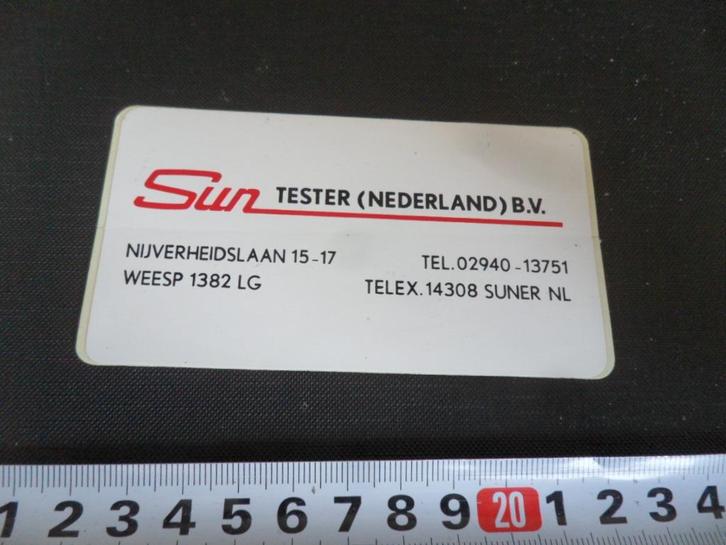 Sun TESTER (NEDERLAND) B.V.
NIJVERHEIDSLAAN 15-17 TEL.02940-13751
WEESP 1382 LG TELEX.14308 SUNER NL
1 2 3 4 5 6 7 8 9 20 1 2 3 4